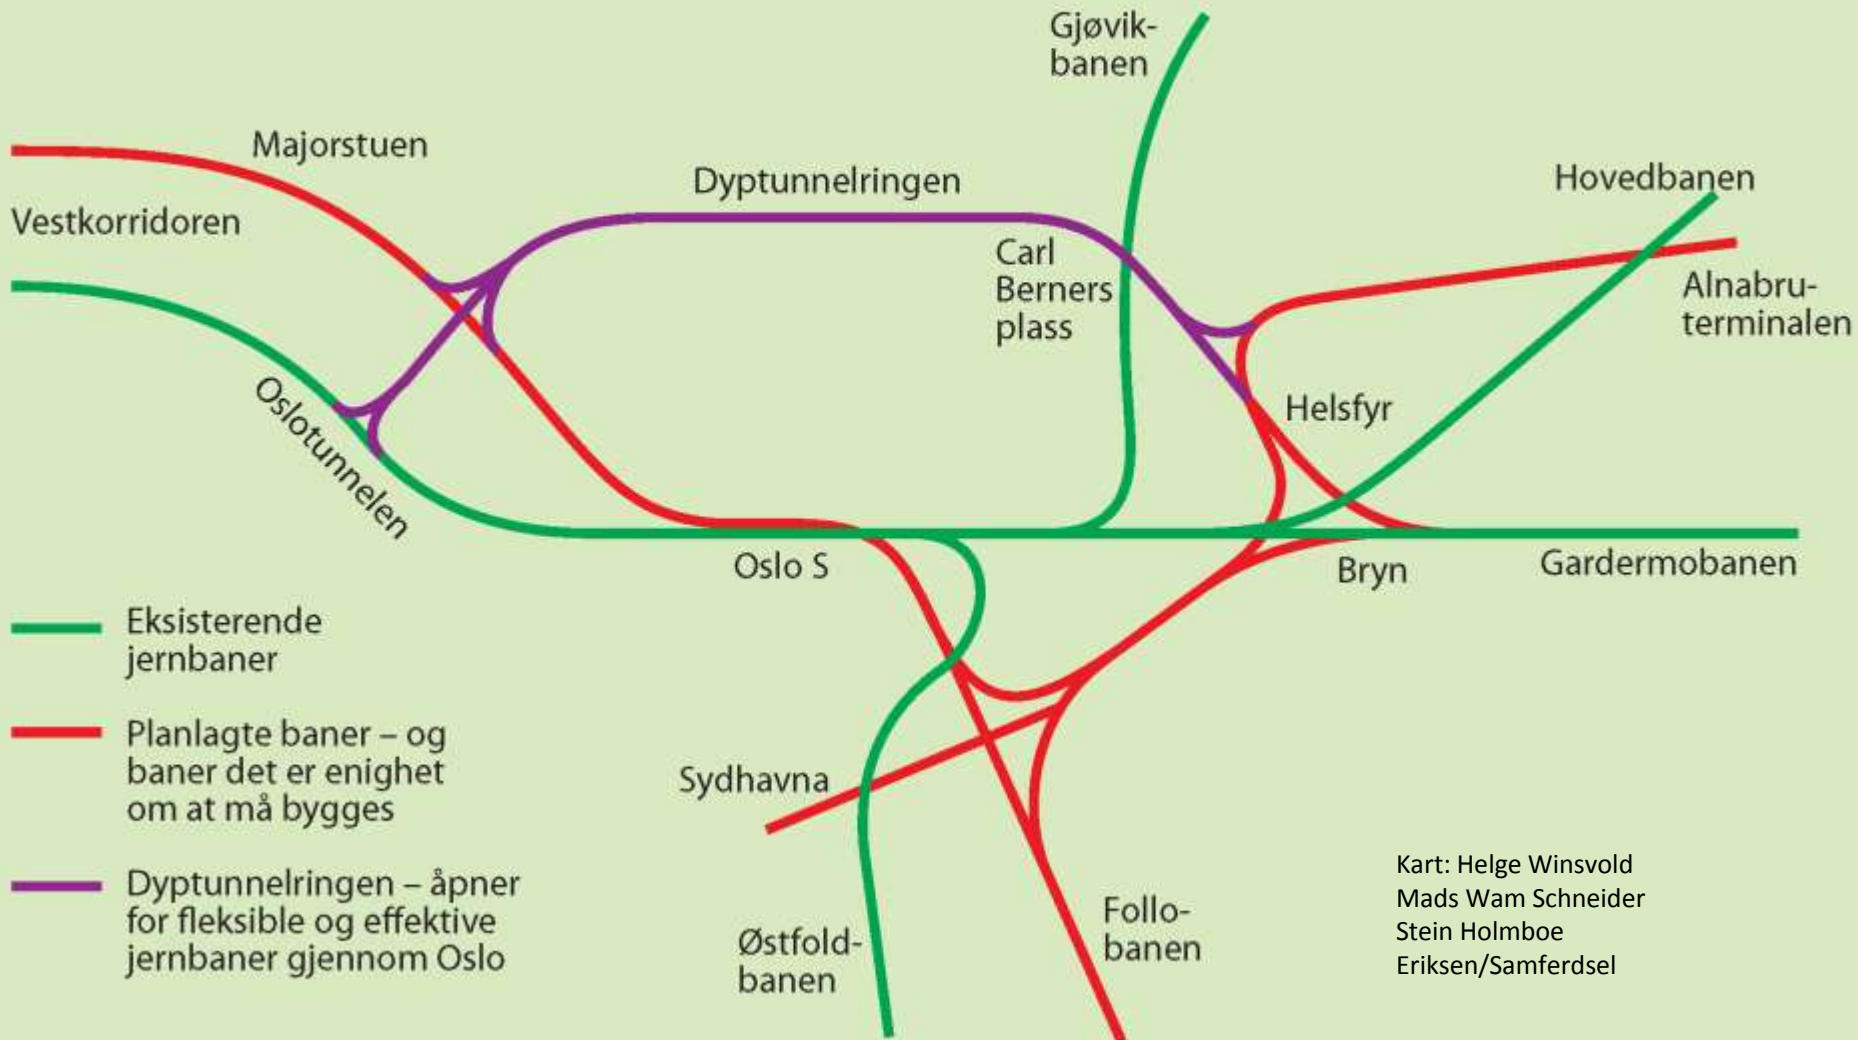 Gjøvik-
banen
Majorstuen
Dyptunnelringen
Hovedbanen
Vestkorridoren
Carl
Berners
plass
Alnabru-
terminalen
Oslotunnelen
Helsfyr
Oslo S
Bryn
Gardermobanen
Eksisterende
jernbaner
Planlagte baner – og
baner det er enighet
om at må bygges
Sydhavna
Dyptunnelringen – åpner
for fleksible og effektive
jernbaner gjennom Oslo
Østfold-
banen
Follo-
banen
Kart: Helge Winsvold
Mads Wam Schneider
Stein Holmboe
Eriksen/Samferdsel